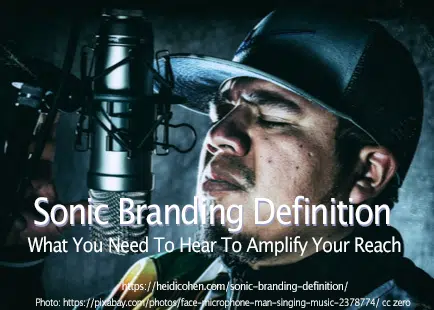 Sonic Branding Definition
What You Need To Hear To Amplify Your Reach
https://heidicohen.com/sonic-branding-definition/
Photo: https://pixabay.com/photos/face-microphone-man-singing-music-2378774/ cc zero